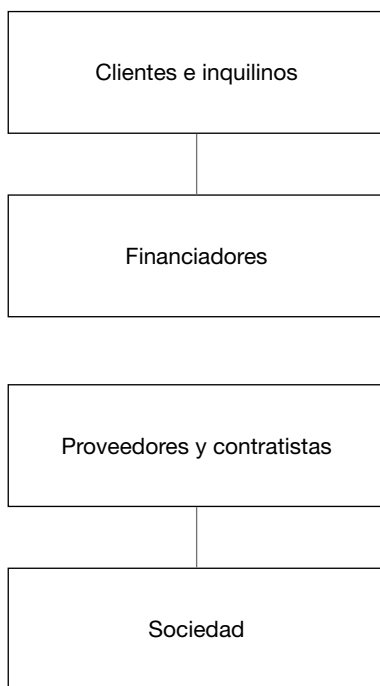 Clientes e inquilinos
Financiadores
Proveedores y contratistas
Sociedad